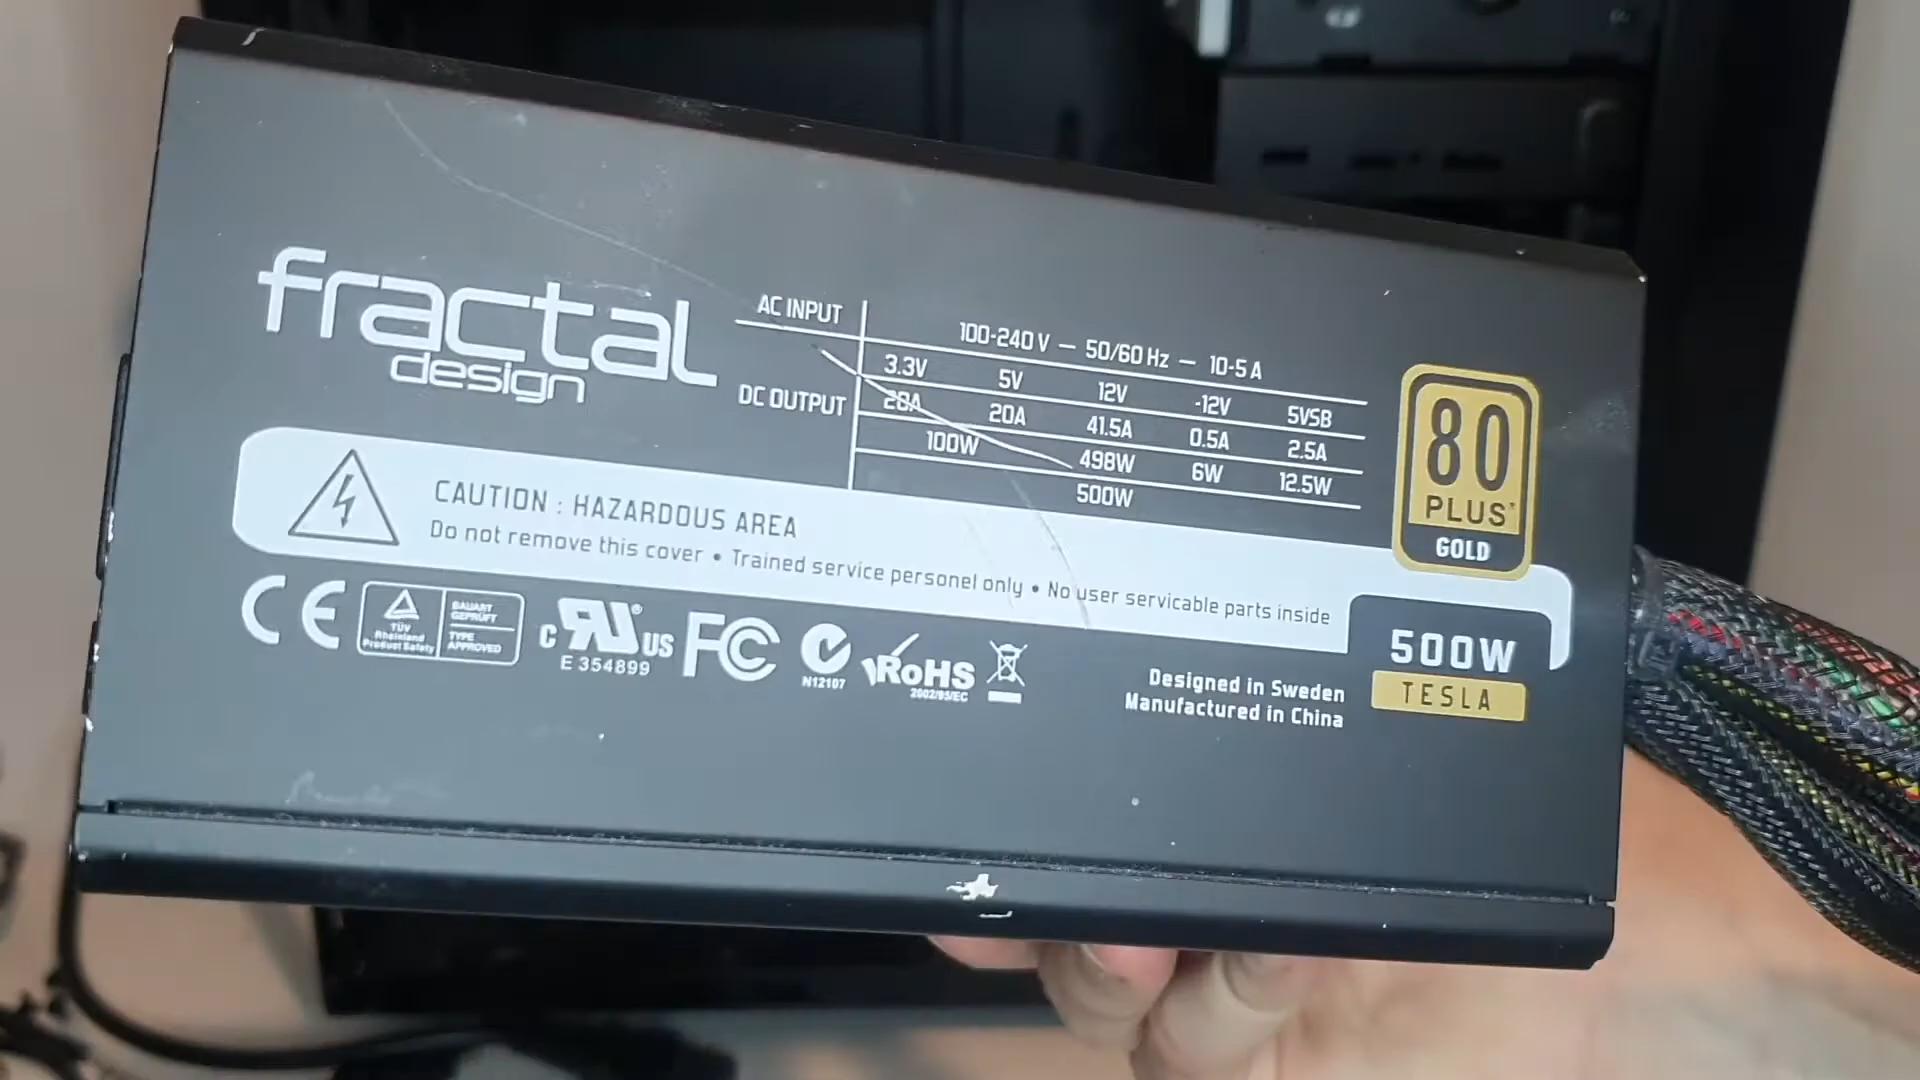 fractal
design
AC INPUT 100-240 V — 50/60 Hz — 10-5 A
DC OUTPUT 3.3V 5V 12V -12V 5VSB
20A 20A 41.5A 0.5A 2.5A
100W 498W 6W 12.5W
500W
80
PLUS
GOLD
CAUTION : HAZARDOUS AREA
Do not remove this cover • Trained service personel only • No user servicable parts inside
CE
TÜV
Rheinland
Product Safety
BAUART
GEPRÜFT
TYPE
APPROVED
c RU® US
E 354899
FC
N12107
RoHS
2002/95/EC
Designed in Sweden
Manufactured in China
500W
TESLA